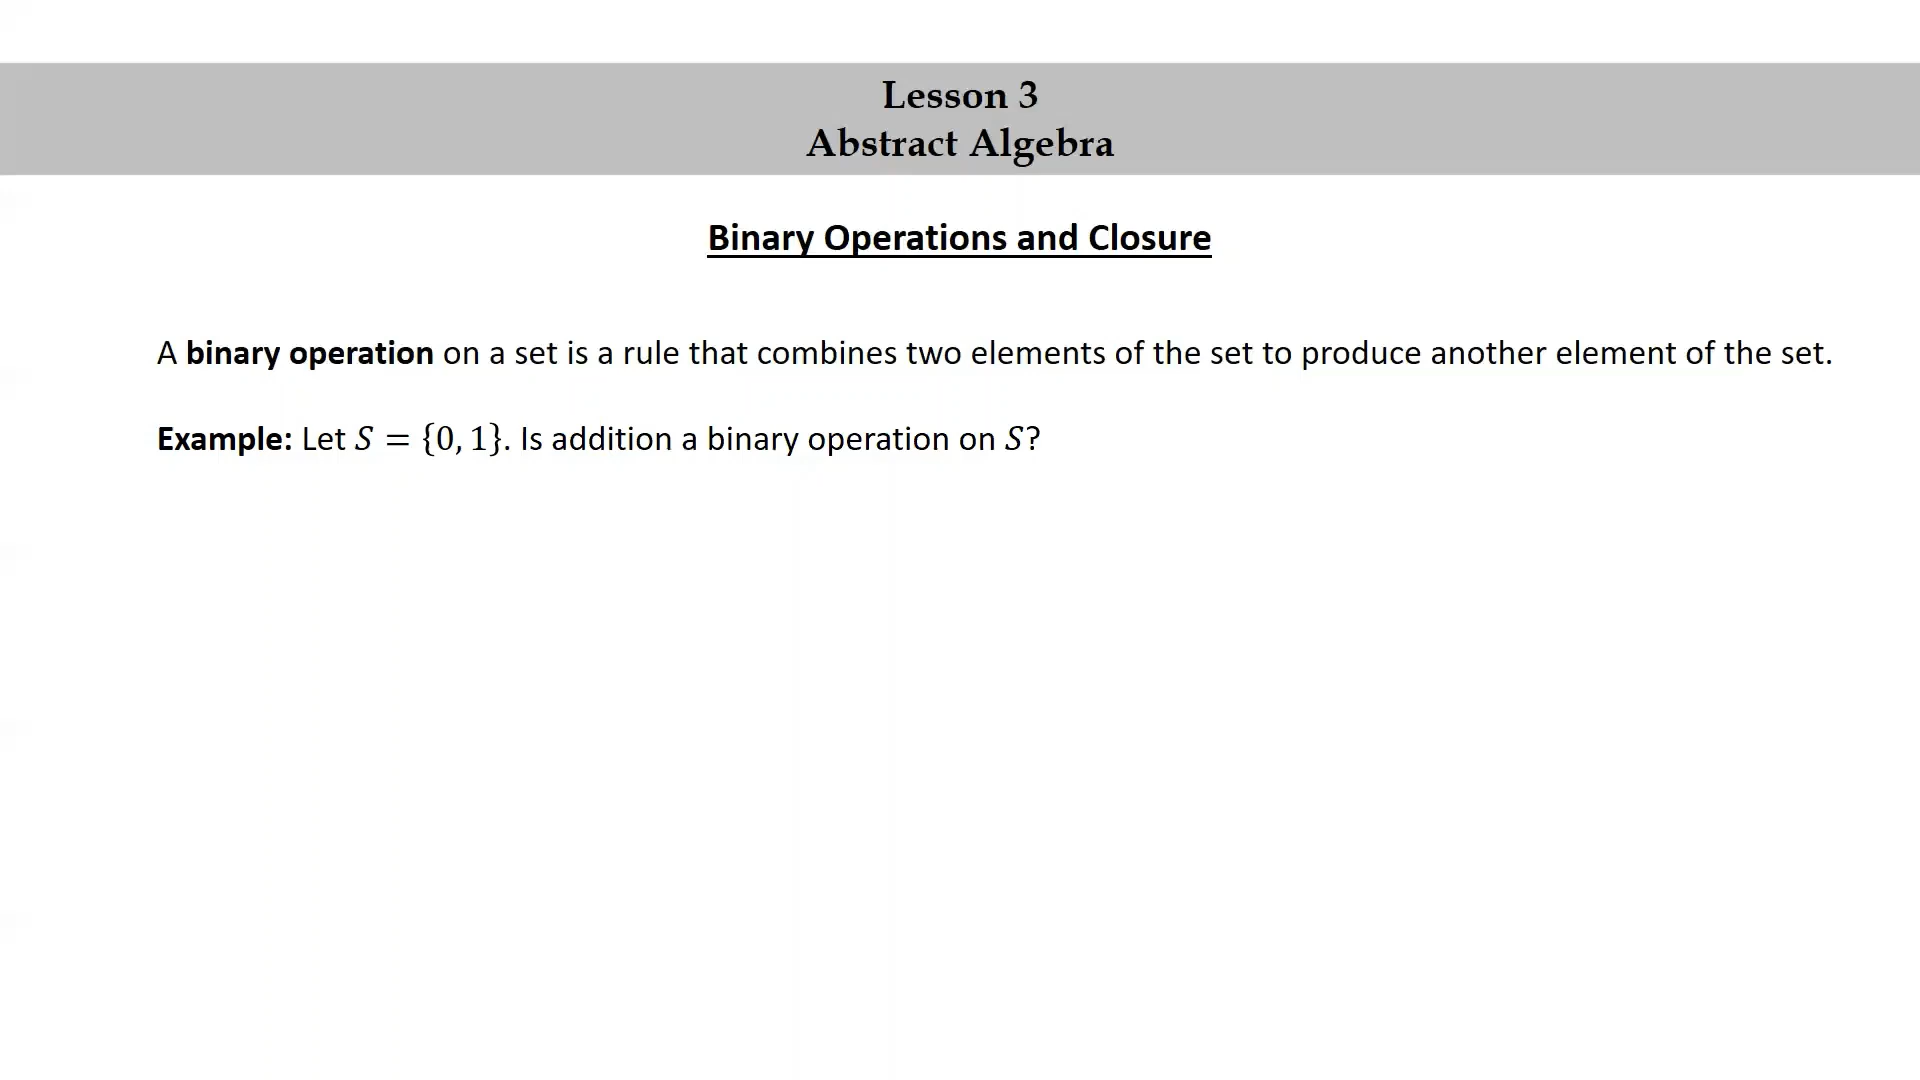 Lesson 3
Abstract Algebra
Binary Operations and Closure
A binary operation on a set is a rule that combines two elements of the set to produce another element of the set.
Example: Let 𝑆 = {0, 1}. Is addition a binary operation on 𝑆?